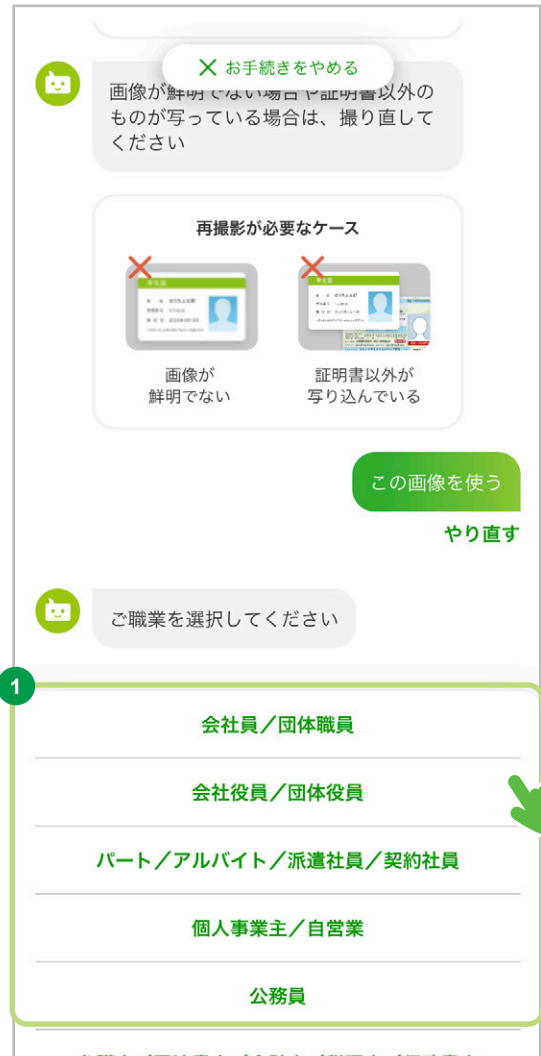 お手続きをやめる
画像が鮮明でない場合や証明書以外の
ものが写っている場合は、撮り直して
ください
再撮影が必要なケース
学生証
画像が
鮮明でない
証明書以外が
写り込んでいる
この画像を使う
やり直す
ご職業を選択してください
1
会社員／団体職員
会社役員／団体役員
パート／アルバイト／派遣社員／契約社員
個人事業主／自営業
公務員